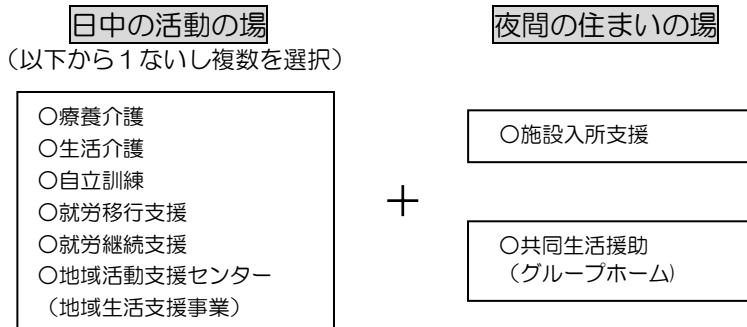 日中の活動の場
（以下から１ないし複数を選択）
○療養介護
○生活介護
○自立訓練
○就労移行支援
○就労継続支援
○地域活動支援センター
（地域生活支援事業）
＋
夜間の住まいの場
○施設入所支援
○共同生活援助
（グループホーム)